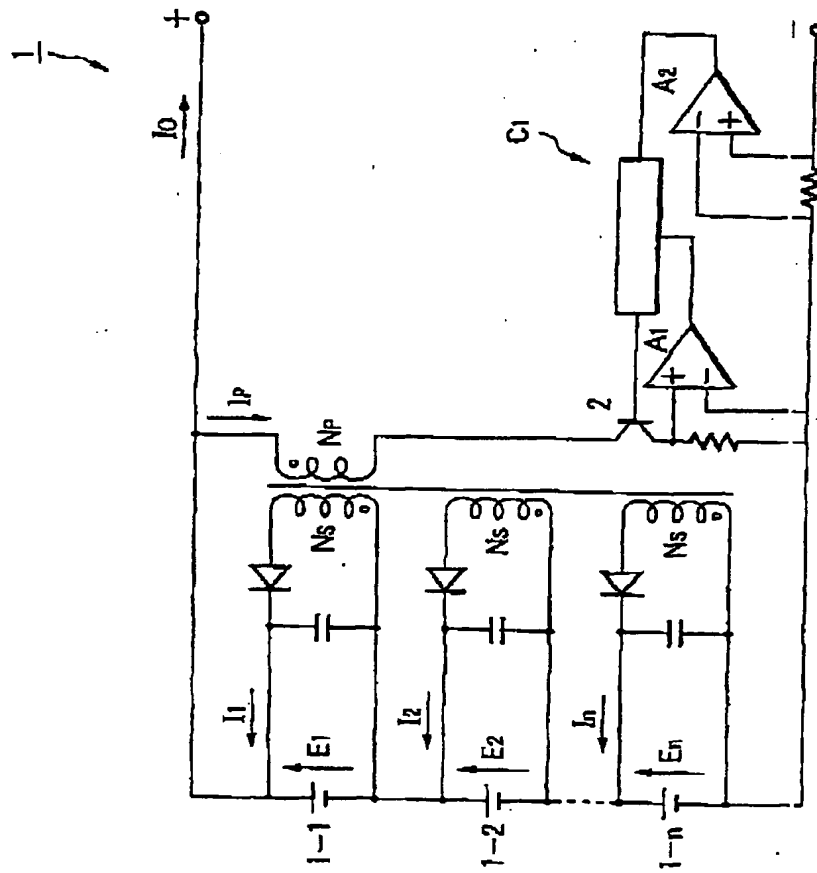 1
+
I0
IP
NP
NS
I1
E1
1-1
NS
I2
E2
1-2
NS
In
En
1-n
2
A1
+
-
C1
A2
-
+
-